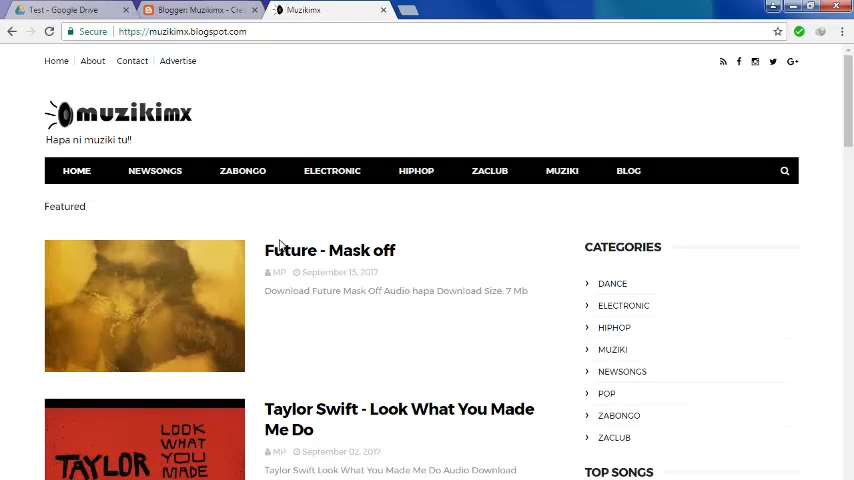 Test - Google Drive
Blogger: Muzikimx - Cre
Muzikimx
Secure
https://muzikimx.blogspot.com
Home
About
Contact
Advertise
muzikimx
Hapa ni muziki tu!!
HOME
NEWSONGS
ZABONGO
ELECTRONIC
HIPHOP
ZACLUB
MUZIKI
BLOG
Featured
Future - Mask off
MP September 15, 2017
Download Future Mask Off Audio hapa Download Size: 7 Mb
Taylor Swift - Look What You Made
Me Do
MP September 02, 2017
Taylor Swift Look What You Made Me Do Audio Download
TAYLOR
LOOK
WHAT
YOU
MADE
CATEGORIES
DANCE
ELECTRONIC
HIPHOP
MUZIKI
NEWSONGS
POP
ZABONGO
ZACLUB
TOP SONGS